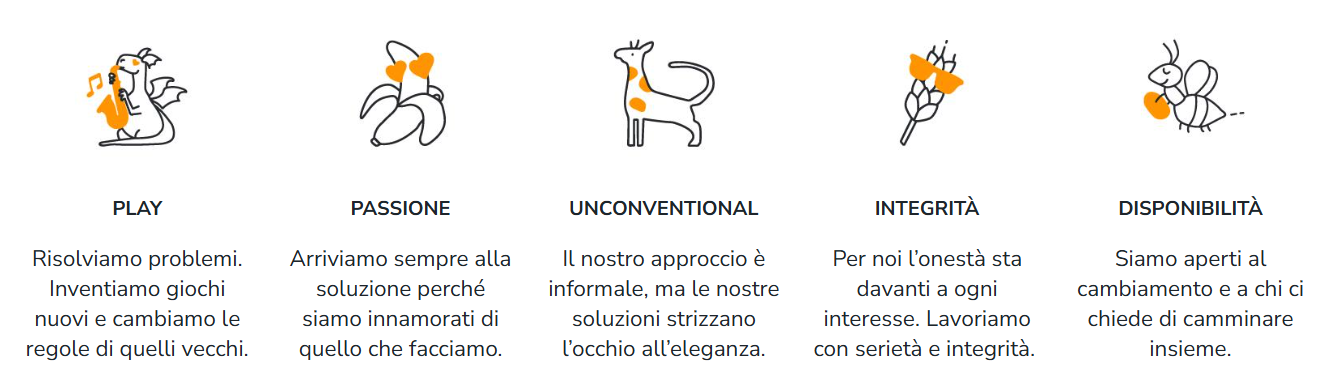 PLAY
Risolviamo problemi.
Inventiamo giochi
nuovi e cambiamo le
regole di quelli vecchi.
PASSIONE
Arriviamo sempre alla
soluzione perché
siamo innamorati di
quello che facciamo.
UNCONVENTIONAL
Il nostro approccio è
informale, ma le nostre
soluzioni strizzano
l’occhio all’eleganza.
INTEGRITÀ
Per noi l’onestà sta
davanti a ogni
interesse. Lavoriamo
con serietà e integrità.
DISPONIBILITÀ
Siamo aperti al
cambiamento e a chi ci
chiede di camminare
insieme.